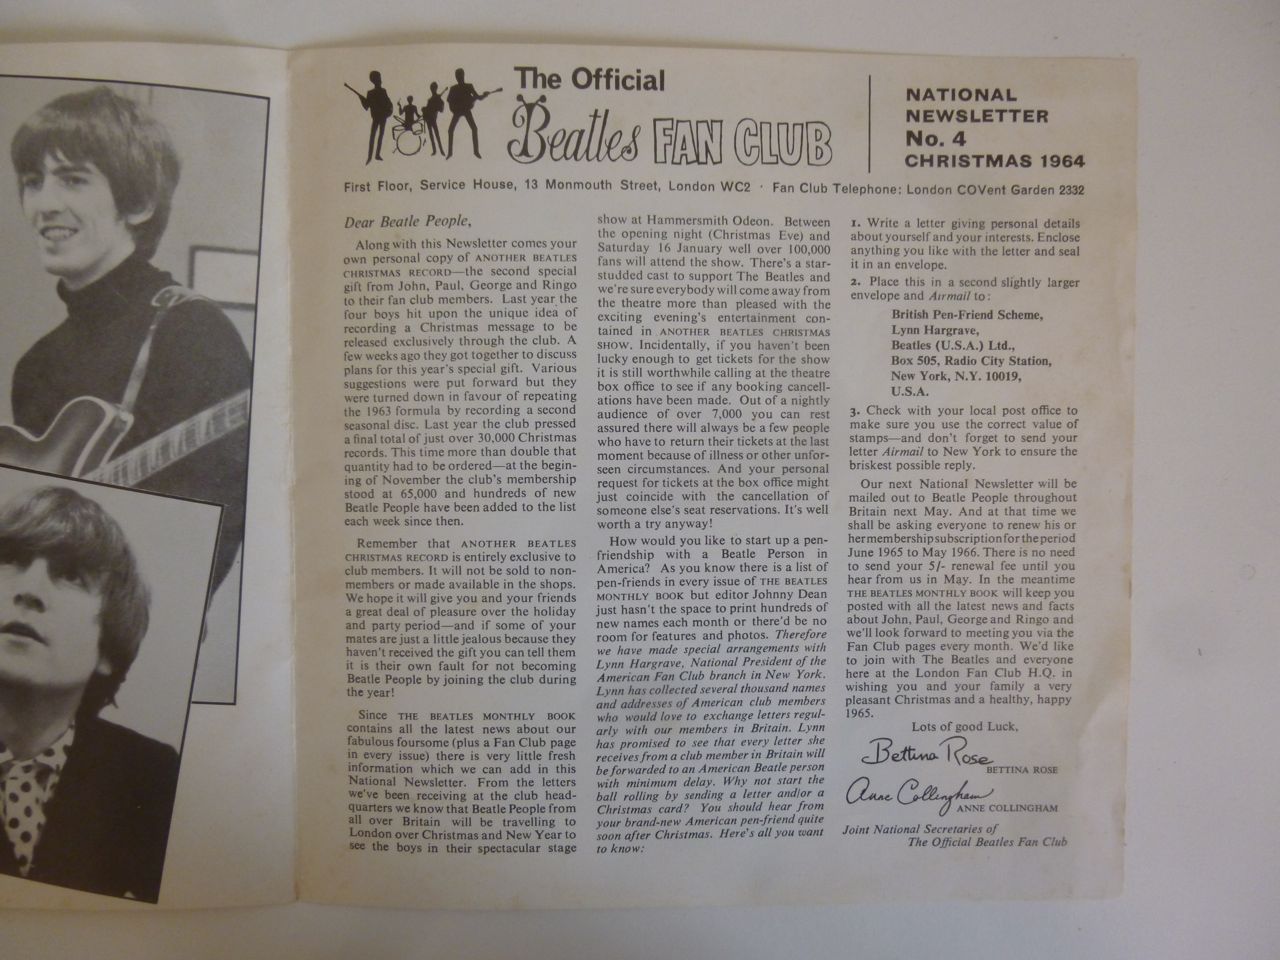 The Official
Beatles FAN CLUB
NATIONAL
NEWSLETTER
No. 4
CHRISTMAS 1964
First Floor, Service House, 13 Monmouth Street, London WC2 · Fan Club Telephone: London COVent Garden 2332
Dear Beatle People,
Along with this Newsletter comes your
own personal copy of ANOTHER BEATLES
CHRISTMAS RECORD—the second special
gift from John, Paul, George and Ringo
to their fan club members. Last year the
four boys hit upon the unique idea of
recording a Christmas message to be
released exclusively through the club. A
few weeks ago they got together to discuss
plans for this year's special gift. Various
suggestions were put forward but they
were turned down in favour of repeating
the 1963 formula by recording a second
seasonal disc. Last year the club pressed
a final total of just over 30,000 Christmas
records. This time more than double that
quantity had to be ordered—at the begin-
ing of November the club's membership
stood at 65,000 and hundreds of new
Beatle People have been added to the list
each week since then.
Remember that ANOTHER BEATLES
CHRISTMAS RECORD is entirely exclusive to
club members. It will not be sold to non-
members or made available in the shops.
We hope it will give you and your friends
a great deal of pleasure over the holiday
and party period—and if some of your
mates are just a little jealous because they
haven't received the gift you can tell them
it is their own fault for not becoming
Beatle People by joining the club during
the year!
Since THE BEATLES MONTHLY BOOK
contains all the latest news about our
fabulous foursome (plus a Fan Club page
in every issue) there is very little fresh
information which we can add in this
National Newsletter. From the letters
we've been receiving at the club head-
quarters we know that Beatle People from
all over Britain will be travelling to
London over Christmas and New Year to
see the boys in their spectacular stage
show at Hammersmith Odeon. Between
the opening night (Christmas Eve) and
Saturday 16 January well over 100,000
fans will attend the show. There's a star-
studded cast to support The Beatles and
we're sure everybody will come away from
the theatre more than pleased with the
exciting evening's entertainment con-
tained in ANOTHER BEATLES CHRISTMAS
SHOW. Incidentally, if you haven't been
lucky enough to get tickets for the show
it is still worthwhile calling at the theatre
box office to see if any booking cancell-
ations have been made. Out of a nightly
audience of over 7,000 you can rest
assured there will always be a few people
who have to return their tickets at the last
moment because of illness or other unfor-
seen circumstances. And your personal
request for tickets at the box office might
just coincide with the cancellation of
someone else's seat reservations. It's well
worth a try anyway!
How would you like to start up a pen-
friendship with a Beatle Person in
America? As you know there is a list of
pen-friends in every issue of THE BEATLES
MONTHLY BOOK but editor Johnny Dean
just hasn't the space to print hundreds of
new names each month or there'd be no
room for features and photos. Therefore
we have made special arrangements with
Lynn Hargrave, National President of the
American Fan Club branch in New York.
Lynn has collected several thousand names
and addresses of American club members
who would love to exchange letters regul-
arly with our members in Britain. Lynn
has promised to see that every letter she
receives from a club member in Britain will
be forwarded to an American Beatle person
with minimum delay. Why not start the
ball rolling by sending a letter and/or a
Christmas card? You should hear from
your brand-new American pen-friend quite
soon after Christmas. Here's all you want
to know:
1. Write a letter giving personal details
about yourself and your interests. Enclose
anything you like with the letter and seal
it in an envelope.
2. Place this in a second slightly larger
envelope and Airmail to:
British Pen-Friend Scheme,
Lynn Hargrave,
Beatles (U.S.A.) Ltd.,
Box 505, Radio City Station,
New York, N.Y. 10019,
U.S.A.
3. Check with your local post office to
make sure you use the correct value of
stamps—and don't forget to send your
letter Airmail to New York to ensure the
briskest possible reply.
Our next National Newsletter will be
mailed out to Beatle People throughout
Britain next May. And at that time we
shall be asking everyone to renew his or
her membership subscription for the period
June 1965 to May 1966. There is no need
to send your 5/- renewal fee until you
hear from us in May. In the meantime
THE BEATLES MONTHLY BOOK will keep you
posted with all the latest news and facts
about John, Paul, George and Ringo and
we'll look forward to meeting you via the
Fan Club pages every month. We'd like
to join with The Beatles and everyone
here at the London Fan Club H.Q. in
wishing you and your family a very
pleasant Christmas and a healthy, happy
1965.
Lots of good Luck,
Bettina Rose
BETTINA ROSE
Anne Collingham
ANNE COLLINGHAM
Joint National Secretaries of
The Official Beatles Fan Club